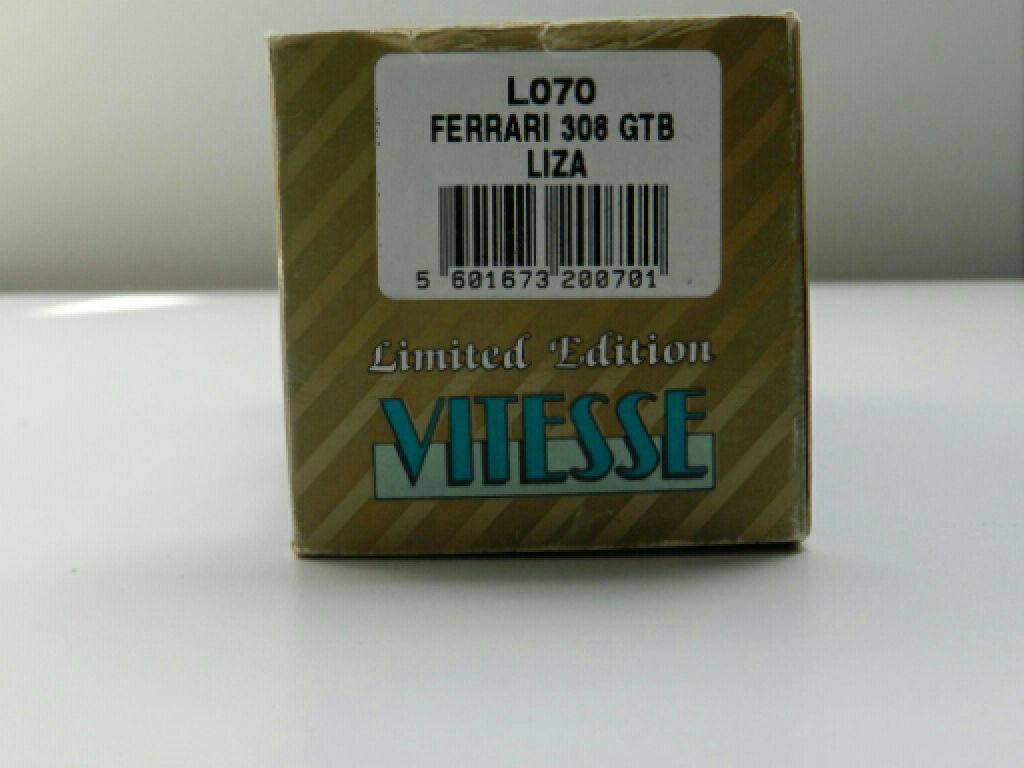 L070
FERRARI 308 GTB
LIZA
5 601673 200701
Limited Edition
VITESSE